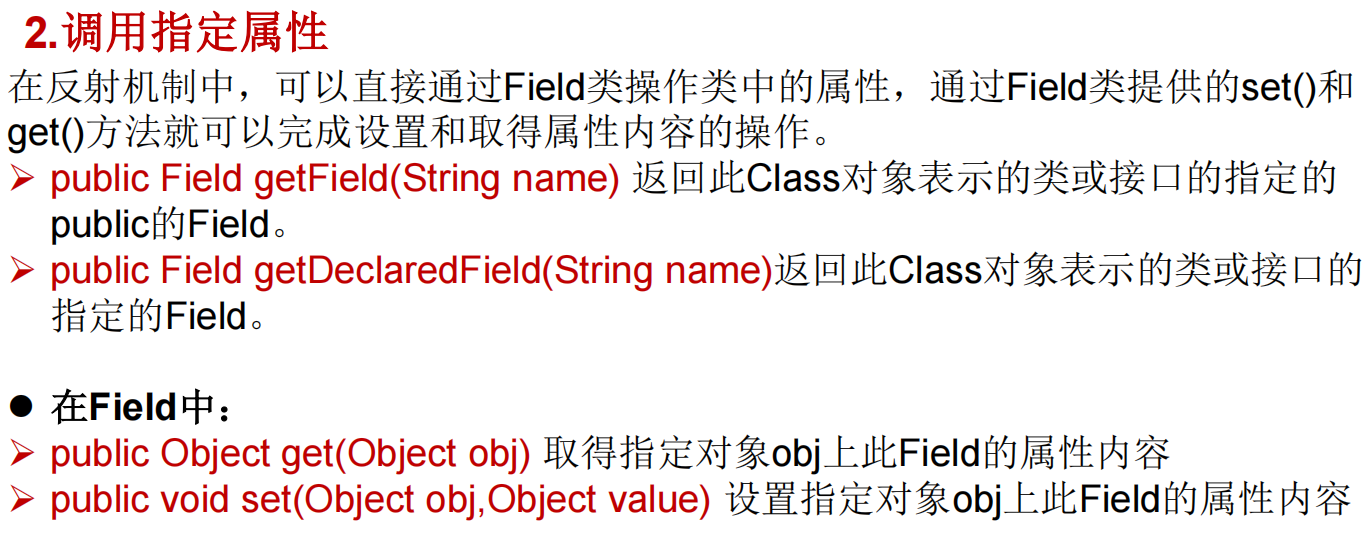 2.调用指定属性
在反射机制中，可以直接通过Field类操作类中的属性，通过Field类提供的set()和
get()方法就可以完成设置和取得属性内容的操作。
➢ public Field getField(String name) 返回此Class对象表示的类或接口的指定的
public的Field。
➢ public Field getDeclaredField(String name)返回此Class对象表示的类或接口的
指定的Field。
● 在Field中：
➢ public Object get(Object obj) 取得指定对象obj上此Field的属性内容
➢ public void set(Object obj,Object value) 设置指定对象obj上此Field的属性内容